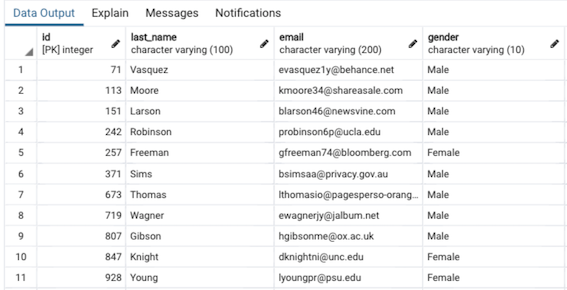 Data Output Explain Messages Notifications
id last_name email gender
[PK] integer character varying (100) character varying (200) character varying (10)
1 71 Vasquez evasquez1y@behance.net Male
2 113 Moore kmoore34@shareasale.com Male
3 151 Larson blarson46@newsvine.com Male
4 242 Robinson probinson6p@ucla.edu Male
5 257 Freeman gfreeman74@bloomberg.com Female
6 371 Sims bsimsaa@privacy.gov.au Male
7 673 Thomas lthomasio@pagesperso-orang... Male
8 719 Wagner ewagnerjy@jalbum.net Male
9 807 Gibson hgibsonme@ox.ac.uk Male
10 847 Knight dknightni@unc.edu Female
11 928 Young lyoungpr@psu.edu Female